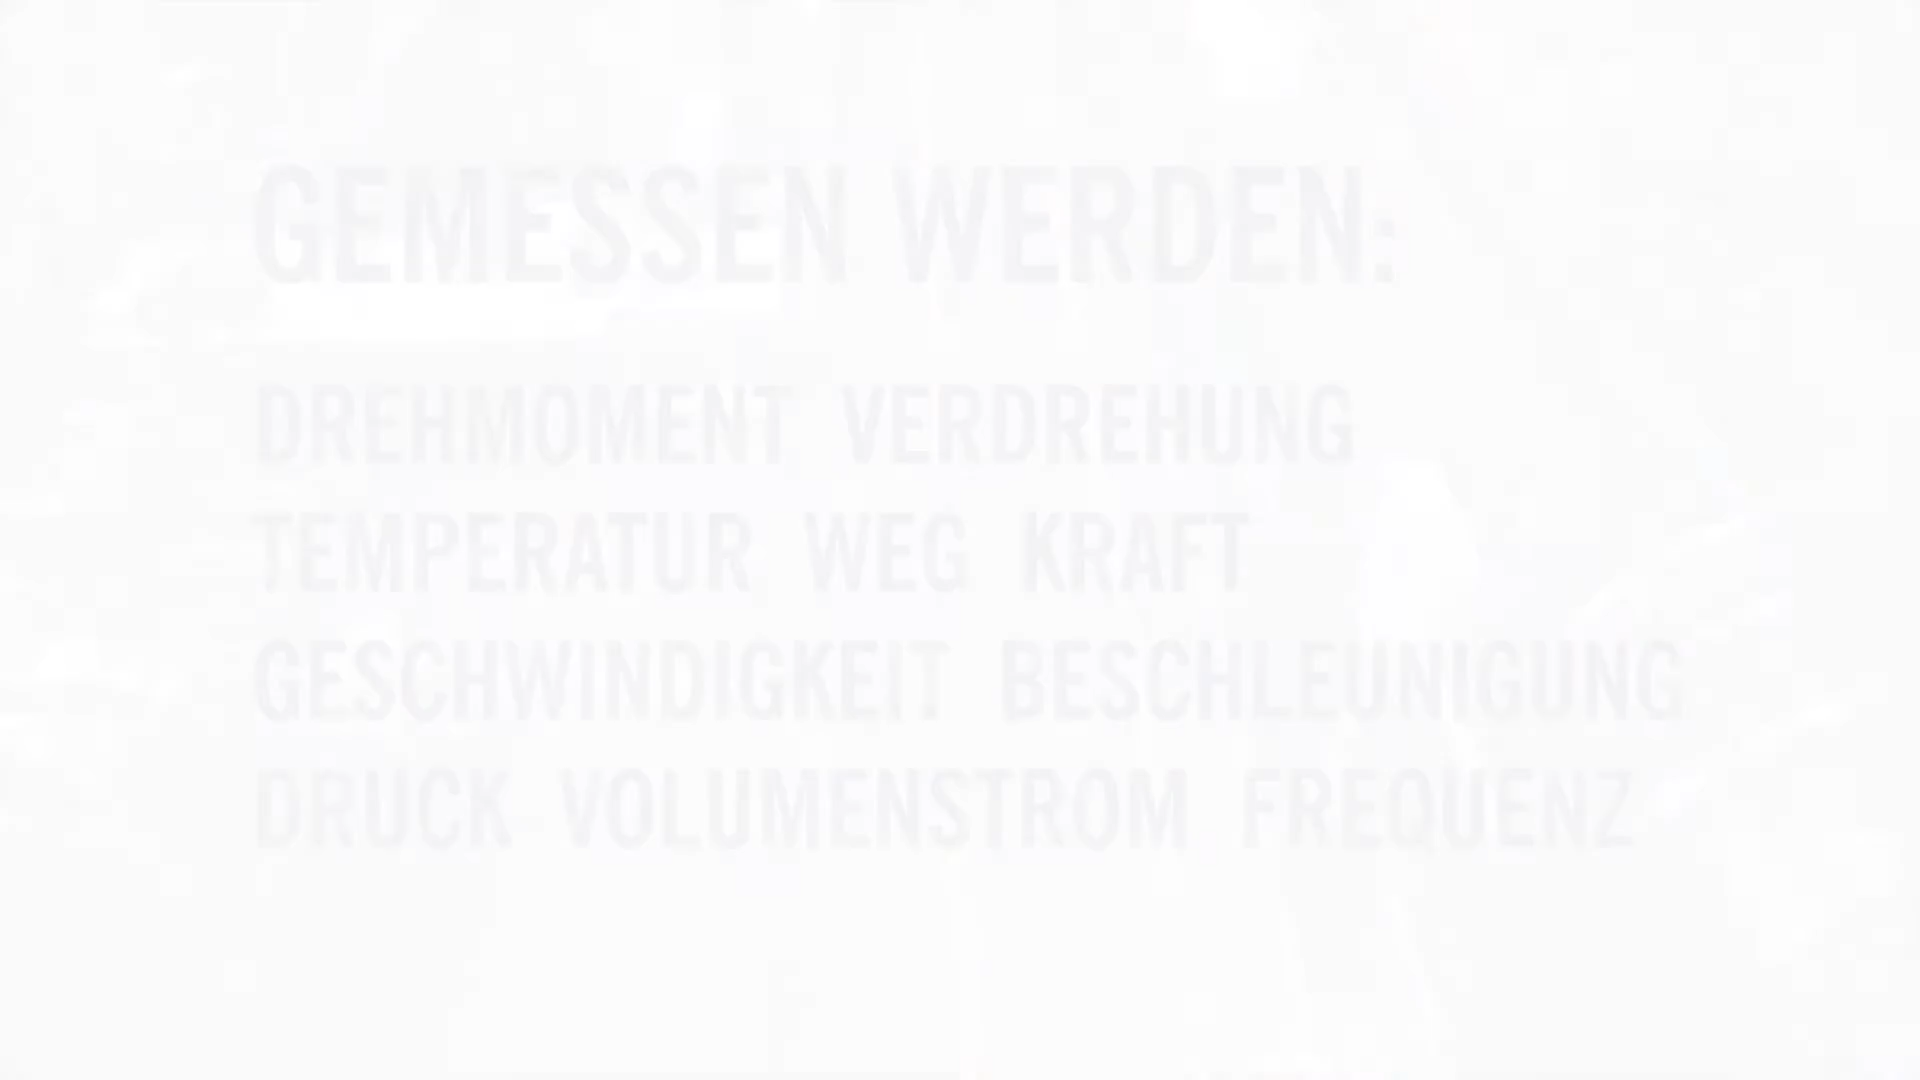 GEMESSEN WERDEN:
DREHMOMENT VERDREHUNG
TEMPERATUR WEG KRAFT
GESCHWINDIGKEIT BESCHLEUNIGUNG
DRUCK VOLUMENSTROM FREQUENZ